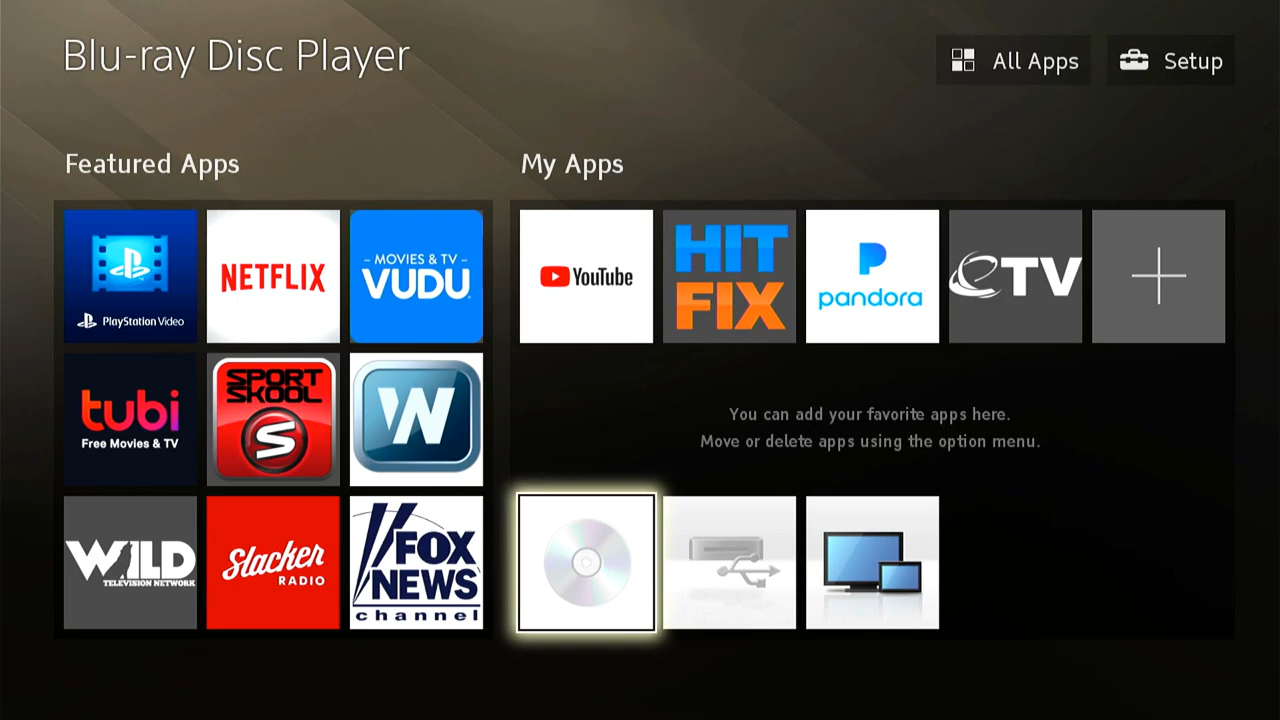 Blu-ray Disc Player
All Apps
Setup
Featured Apps
My Apps
PlayStation Video
NETFLIX
– MOVIES & TV –
VUDU
YouTube
HIT
FIX
pandora
eTV
tubi
Free Movies & TV
SPORT
SKOOL
S
W
You can add your favorite apps here.
Move or delete apps using the option menu.
WILD
TELEVISION NETWORK
Slacker
RADIO
FOX
NEWS
channel